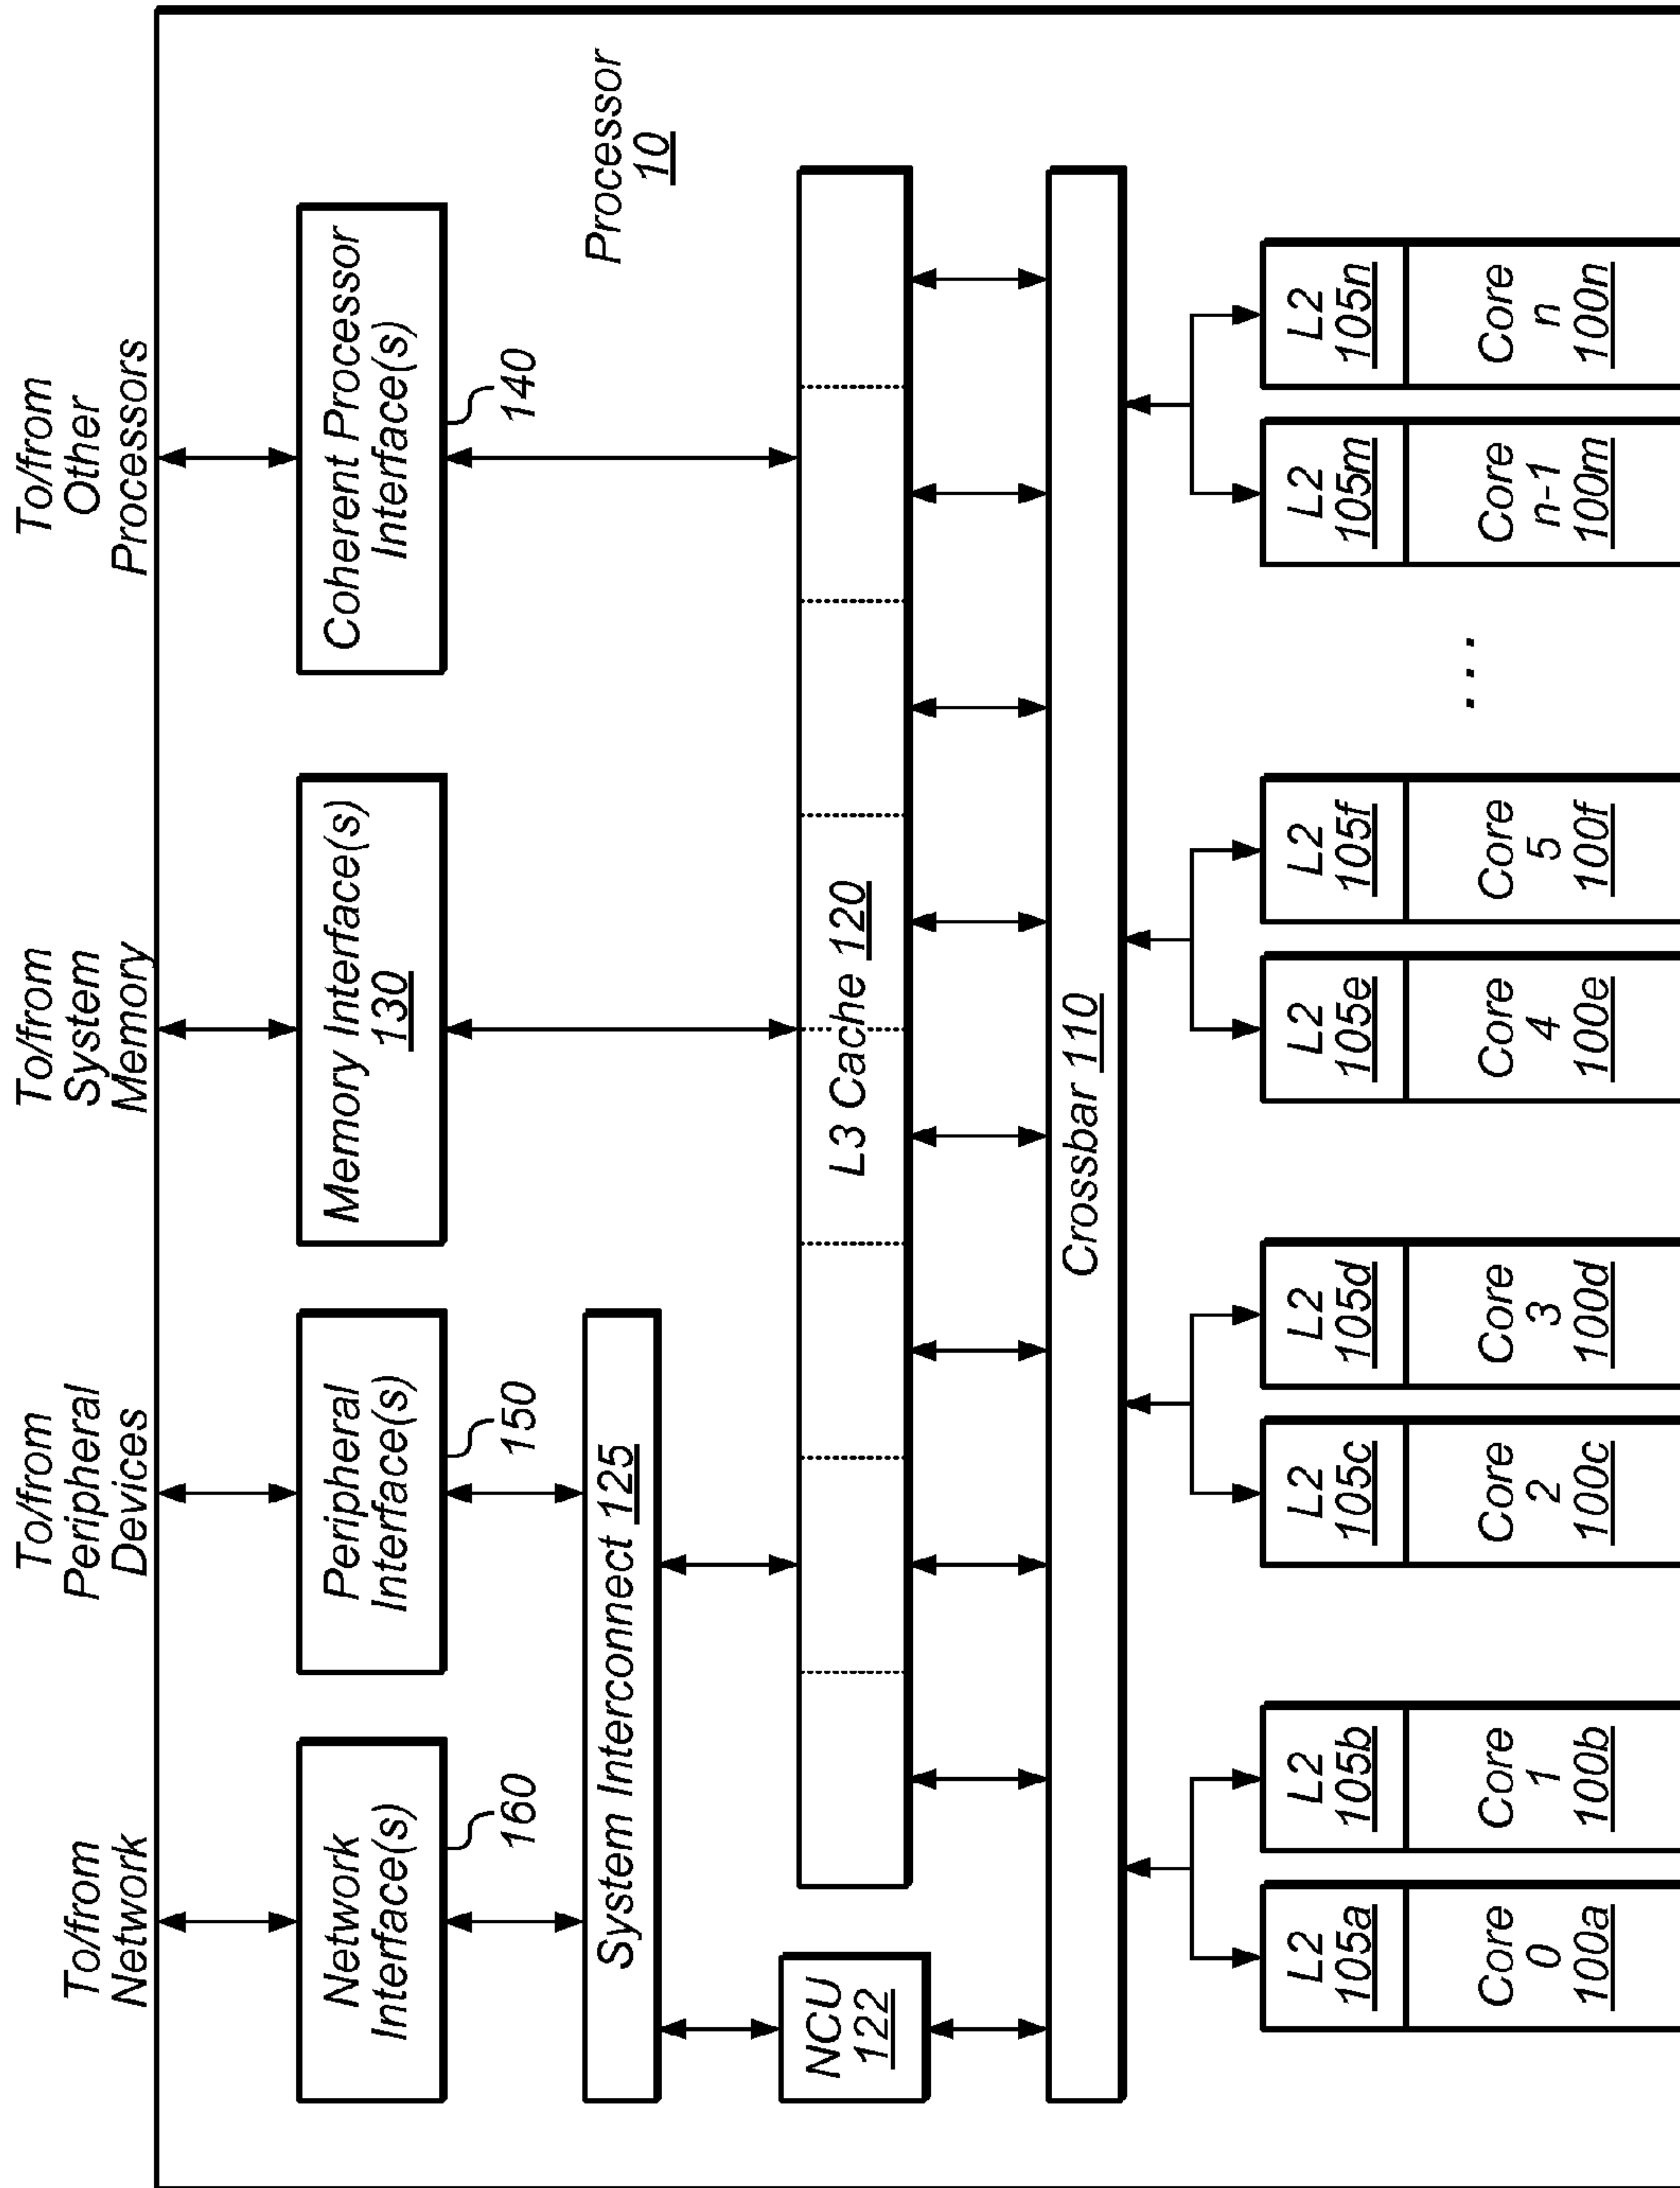 To/from
Network
To/from
Peripheral
Devices
To/from
System
Memory
To/from
Other
Processors
Network
Interface(s)
160
Peripheral
Interface(s)
150
Memory Interface(s)
130
Coherent Processor
Interface(s)
140
System Interconnect 125
Processor
10
NCU
122
L3 Cache 120
Crossbar 110
L2
105a
Core
0
100a
L2
105b
Core
1
100b
L2
105c
Core
2
100c
L2
105d
Core
3
100d
L2
105e
Core
4
100e
L2
105f
Core
5
100f
...
L2
105m
Core
n-1
100m
L2
105n
Core
n
100n